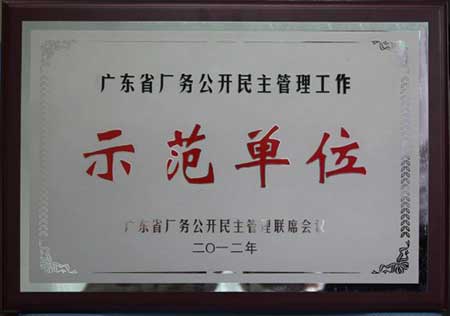 广东省厂务公开民主管理工作
示范单位
广东省厂务公开民主管理联席会议
二〇一二年